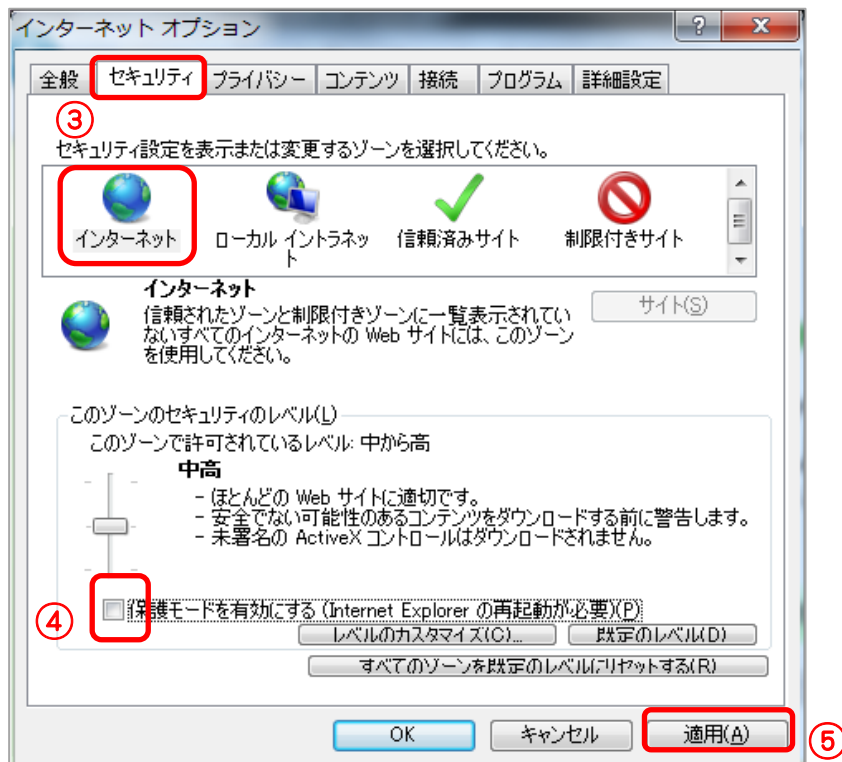 インターネット オプション
全般 セキュリティ プライバシー コンテンツ 接続 プログラム 詳細設定
③
セキュリティ設定を表示または変更するゾーンを選択してください。
インターネット ローカル イントラネッ 信頼済みサイト 制限付きサイト
ト
インターネット
信頼されたゾーンと制限付きゾーンに一覧表示されてい サイト(S)
ないすべてのインターネットの Web サイトには、このゾーン
を使用してください。
このゾーンのセキュリティのレベル(L)
このゾーンで許可されているレベル: 中から高
中高
- ほとんどの Web サイトに適切です。
- 安全でない可能性のあるコンテンツをダウンロードする前に警告します。
- 未署名の ActiveX コントロールはダウンロードされません。
④ 保護モードを有効にする (Internet Explorer の再起動が必要)(P)
レベルのカスタマイズ(C)... 既定のレベル(D)
すべてのゾーンを既定のレベルにリセットする(R)
OK キャンセル 適用(A) ⑤